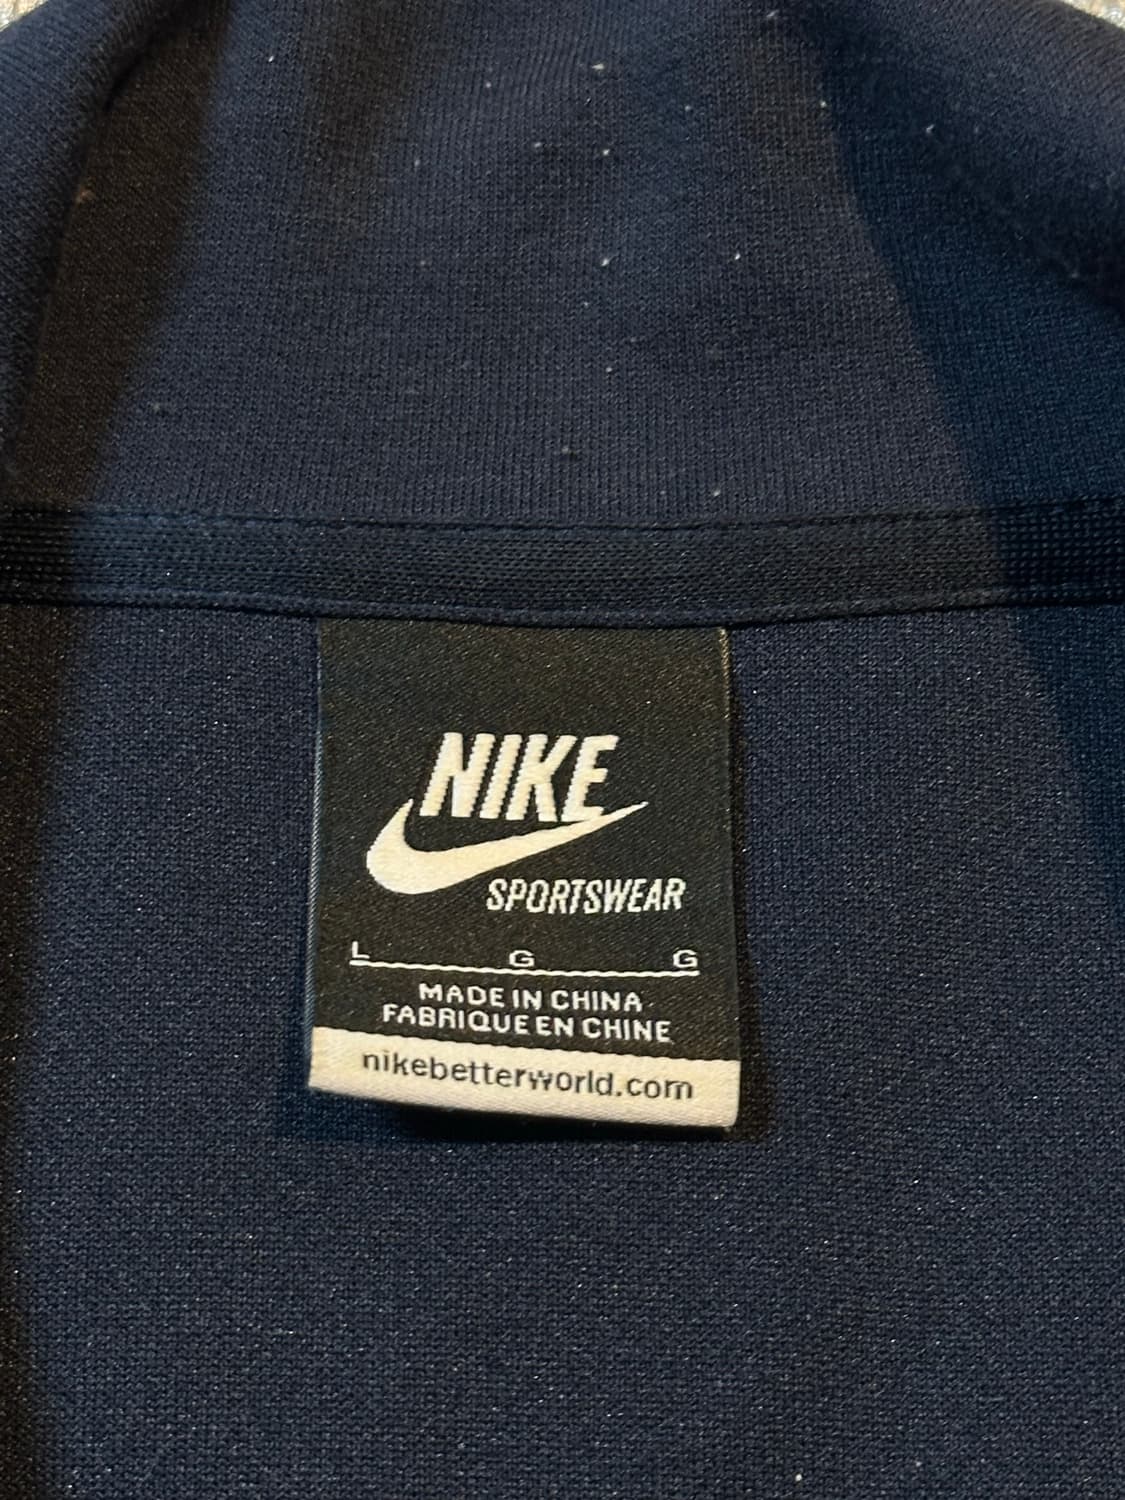 NIKE
SPORTSWEAR
L G G
MADE IN CHINA
FABRIQUE EN CHINE
nikebetterworld.com